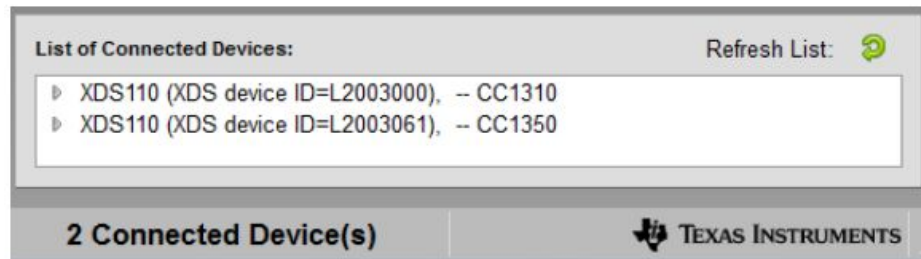 List of Connected Devices: Refresh List:
XDS110 (XDS device ID=L2003000), -- CC1310
XDS110 (XDS device ID=L2003061), -- CC1350
2 Connected Device(s) TEXAS INSTRUMENTS